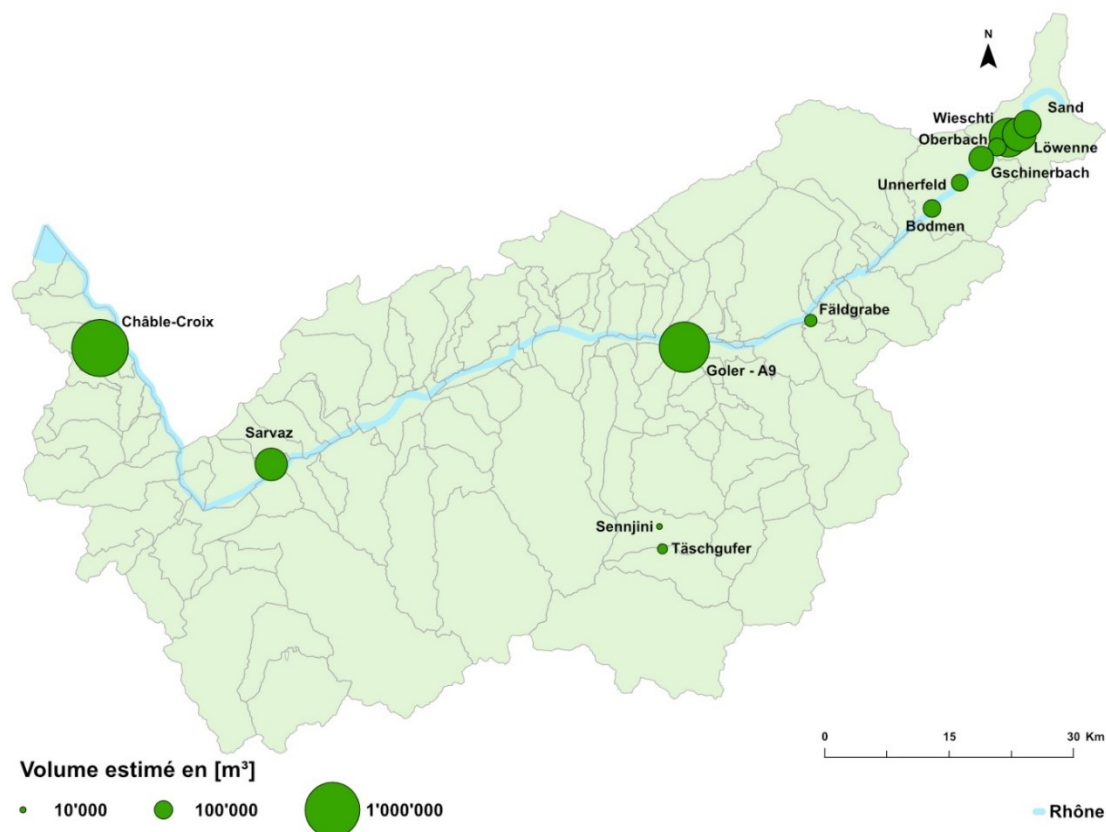 N
Sand
Wieschti
Oberbach
Löwenne
Gschinerbach
Unnerfeld
Bodmen
Fäldgrabe
Châble-Croix
Goler - A9
Sarvaz
Sennjini
Täschgufer
0 15 30 Km
Volume estimé en [m³]
10'000 100'000 1'000'000
Rhône